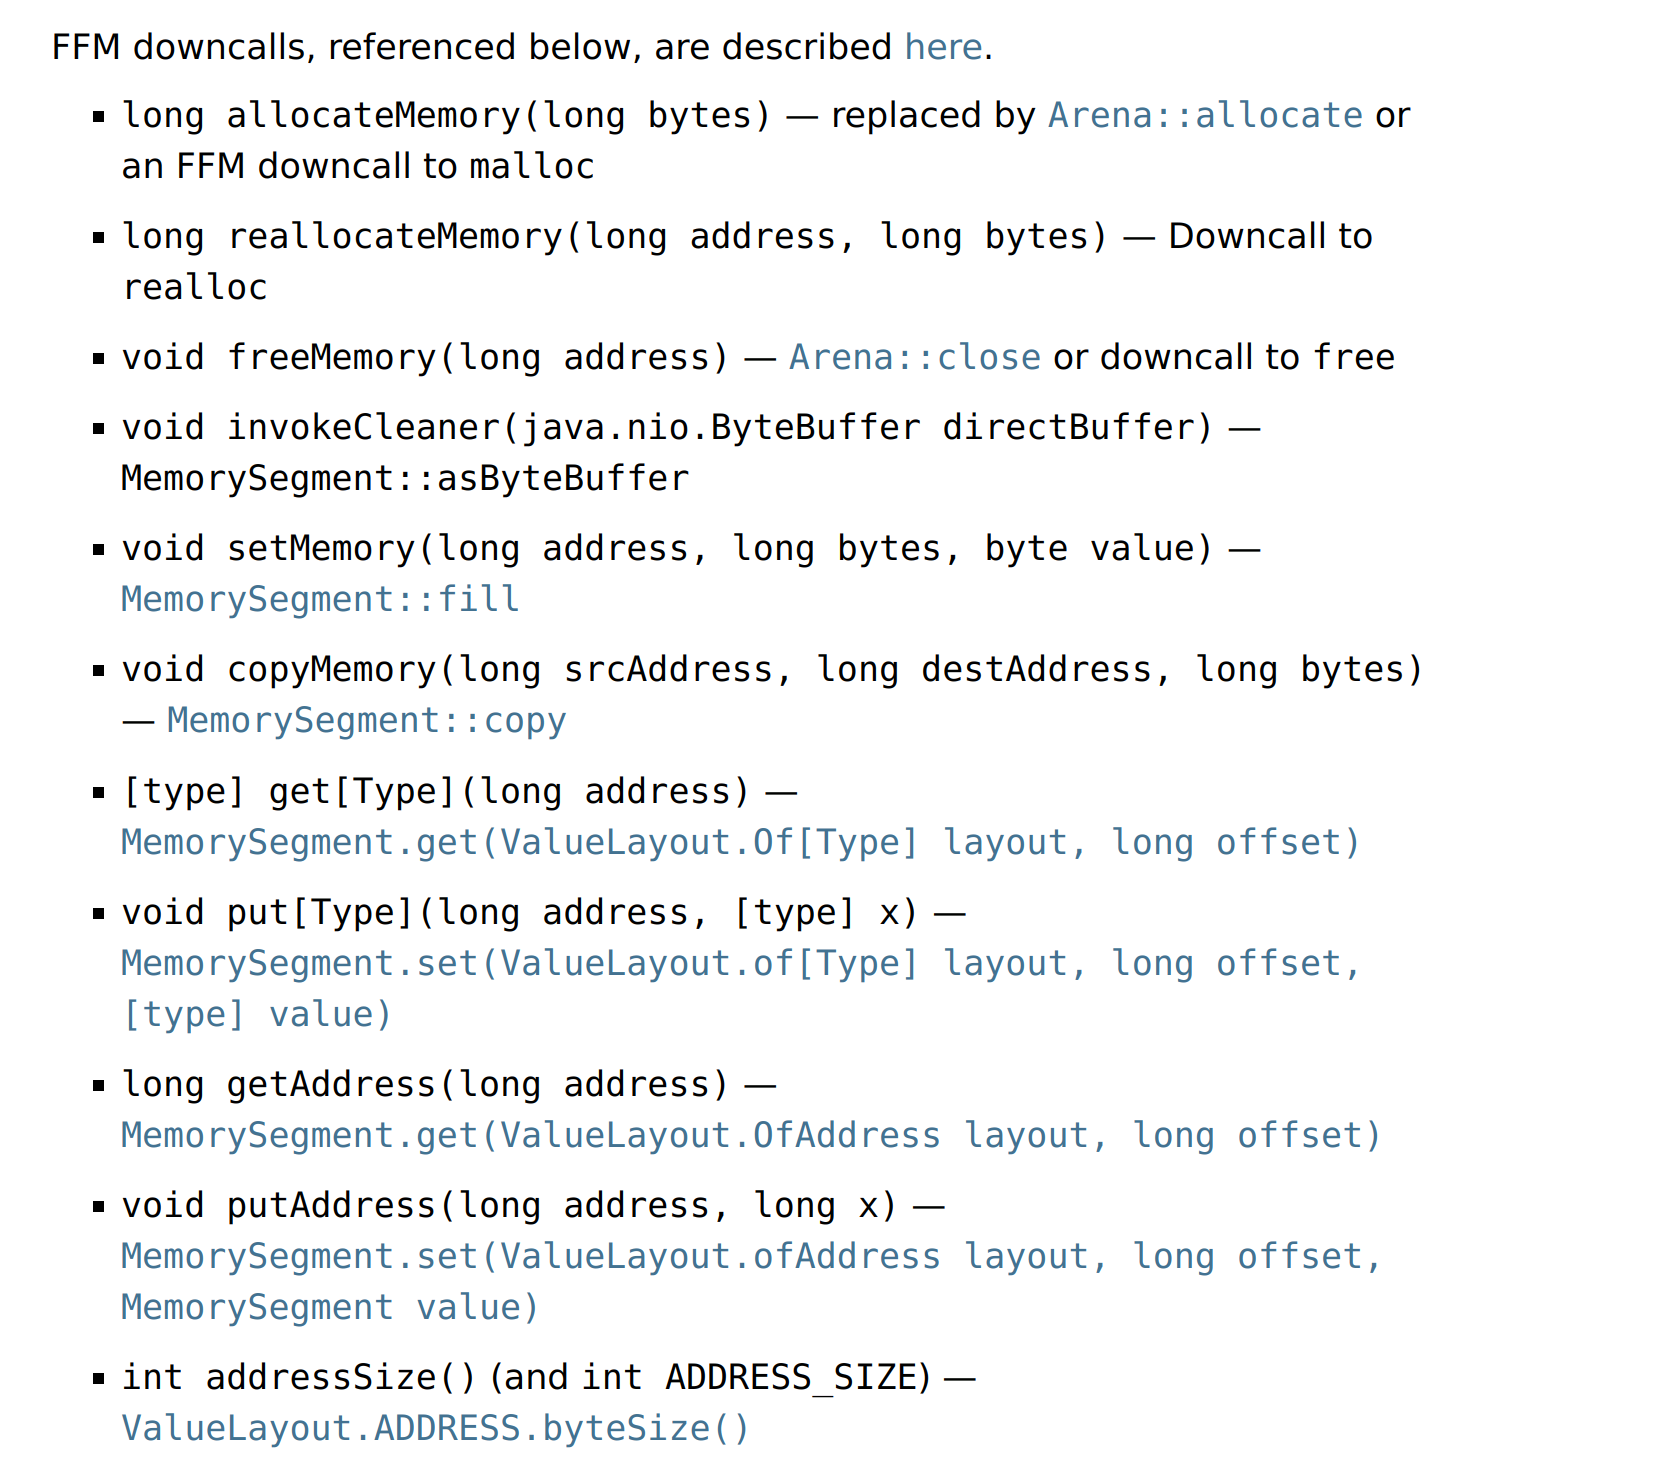 FFM downcalls, referenced below, are described here.
▪ long allocateMemory(long bytes) — replaced by Arena::allocate or
an FFM downcall to malloc
▪ long reallocateMemory(long address, long bytes) — Downcall to
realloc
▪ void freeMemory(long address) — Arena::close or downcall to free
▪ void invokeCleaner(java.nio.ByteBuffer directBuffer) —
MemorySegment::asByteBuffer
▪ void setMemory(long address, long bytes, byte value) —
MemorySegment::fill
▪ void copyMemory(long srcAddress, long destAddress, long bytes)
— MemorySegment::copy
▪ [type] get[Type](long address) —
MemorySegment.get(ValueLayout.Of[Type] layout, long offset)
▪ void put[Type](long address, [type] x) —
MemorySegment.set(ValueLayout.of[Type] layout, long offset,
[type] value)
▪ long getAddress(long address) —
MemorySegment.get(ValueLayout.OfAddress layout, long offset)
▪ void putAddress(long address, long x) —
MemorySegment.set(ValueLayout.ofAddress layout, long offset,
MemorySegment value)
▪ int addressSize() (and int ADDRESS_SIZE) —
ValueLayout.ADDRESS.byteSize()